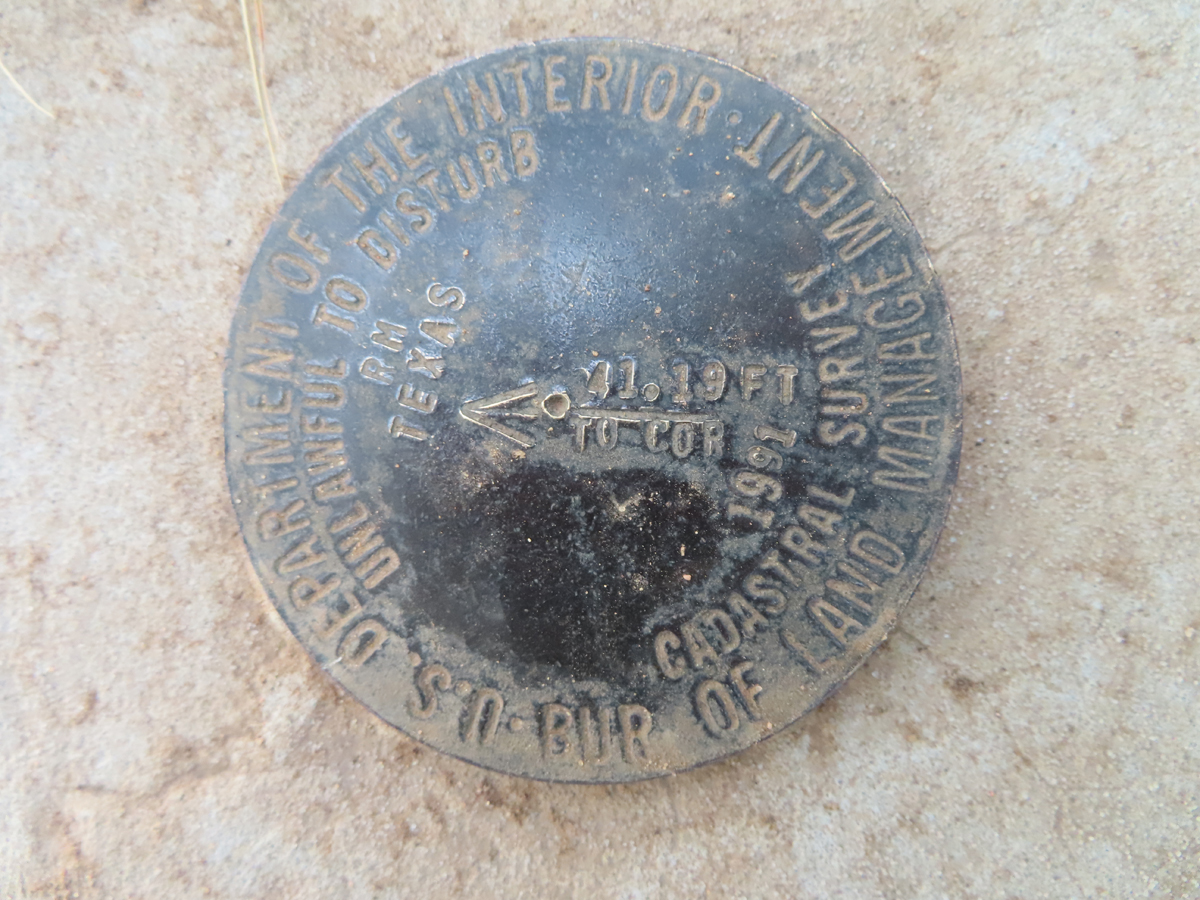 U.S. DEPARTMENT OF THE INTERIOR ·
BUR OF LAND MANAGEMENT ·
UNLAWFUL TO DISTURB
CADASTRAL SURVEY
RM
TEXAS
41.19 FT
TO COR
1991